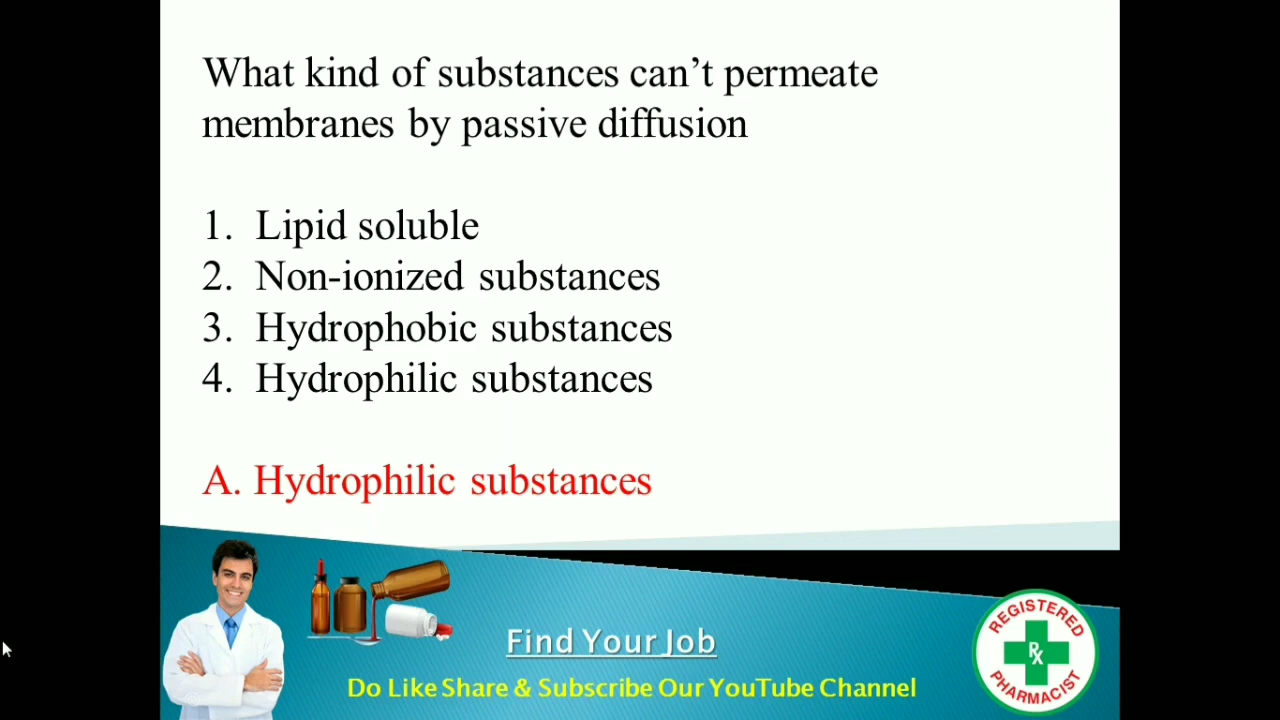 What kind of substances can’t permeate
membranes by passive diffusion
1. Lipid soluble
2. Non-ionized substances
3. Hydrophobic substances
4. Hydrophilic substances
A. Hydrophilic substances
Find Your Job
Do Like Share & Subscribe Our YouTube Channel
REGISTERED
Rx
PHARMACIST